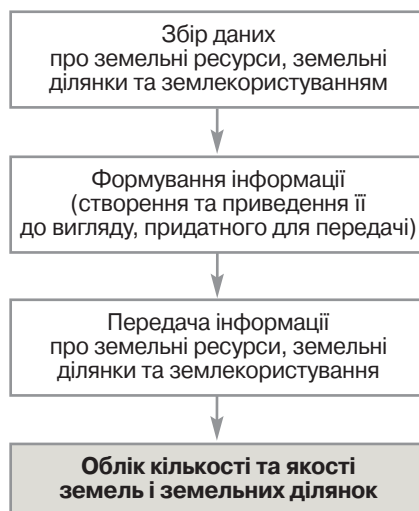 Збір даних
про земельні ресурси, земельні
ділянки та землекористуванням
Формування інформації
(створення та приведення її
до вигляду, придатного для передачі)
Передача інформації
про земельні ресурси, земельні
ділянки та землекористування
Облік кількості та якості
земель і земельних ділянок